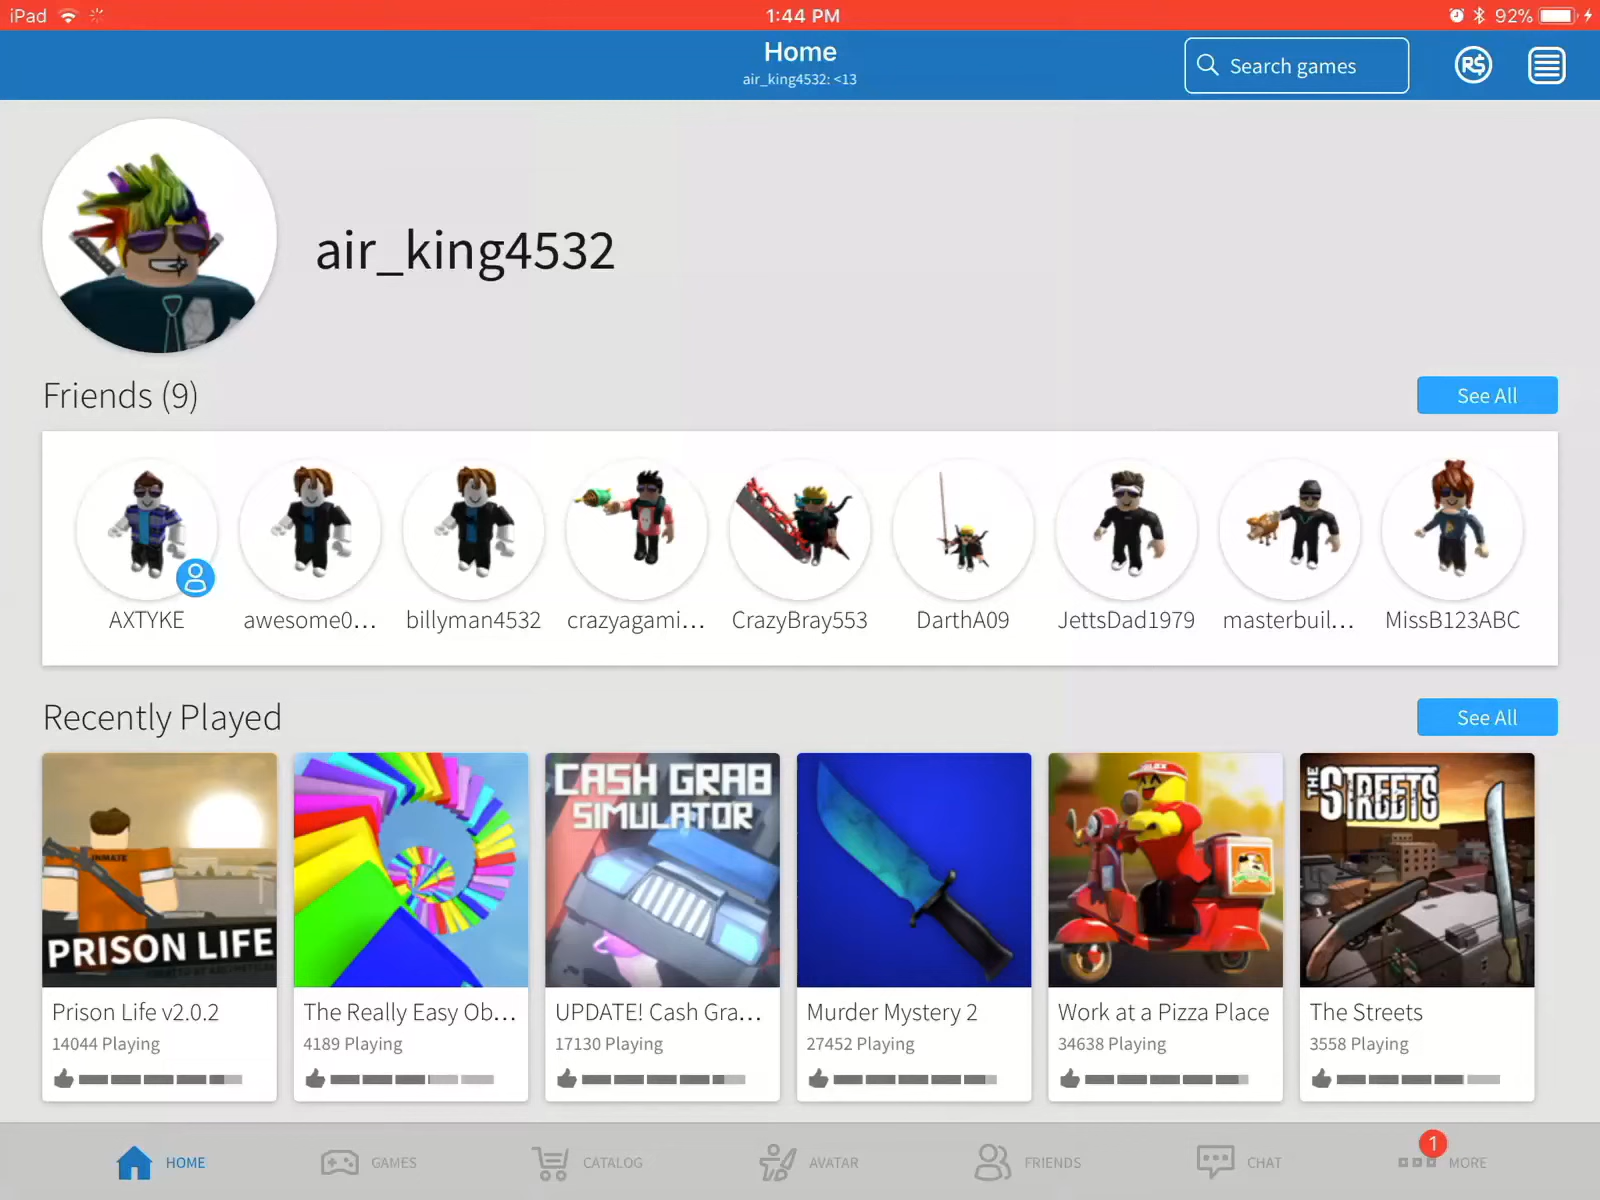 iPad
1:44 PM
92%
Home
air_king4532: <13
Search games
R$
air_king4532
Friends (9)
See All
AXTYKE
awesome0...
billyman4532
crazyagami...
CrazyBray553
DarthA09
JettsDad1979
masterbuil...
MissB123ABC
Recently Played
See All
INMATE
PRISON LIFE
CASH GRAB
SIMULATOR
THE STREETS
Prison Life v2.0.2
14044 Playing
The Really Easy Ob...
4189 Playing
UPDATE! Cash Gra...
17130 Playing
Murder Mystery 2
27452 Playing
Work at a Pizza Place
34638 Playing
The Streets
3558 Playing
HOME
GAMES
CATALOG
AVATAR
FRIENDS
CHAT
1
MORE